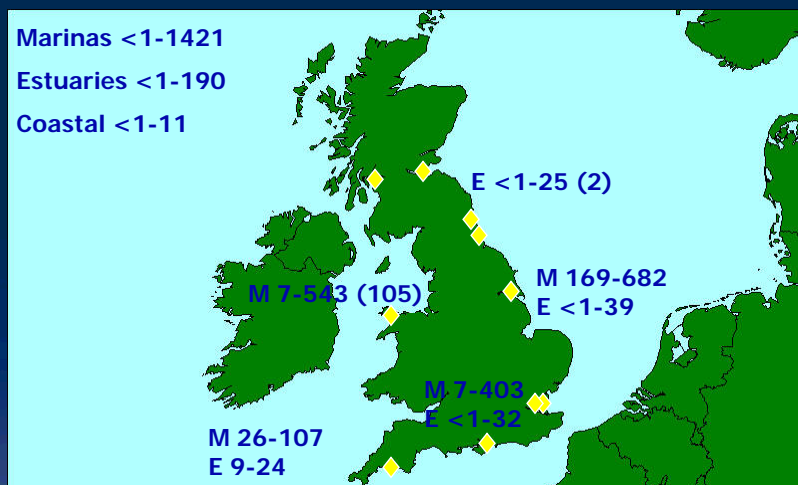 Marinas <1-1421
Estuaries <1-190
Coastal <1-11
E <1-25 (2)
M 169-682
E <1-39
M 7-543 (105)
M 7-403
E <1-32
M 26-107
E 9-24